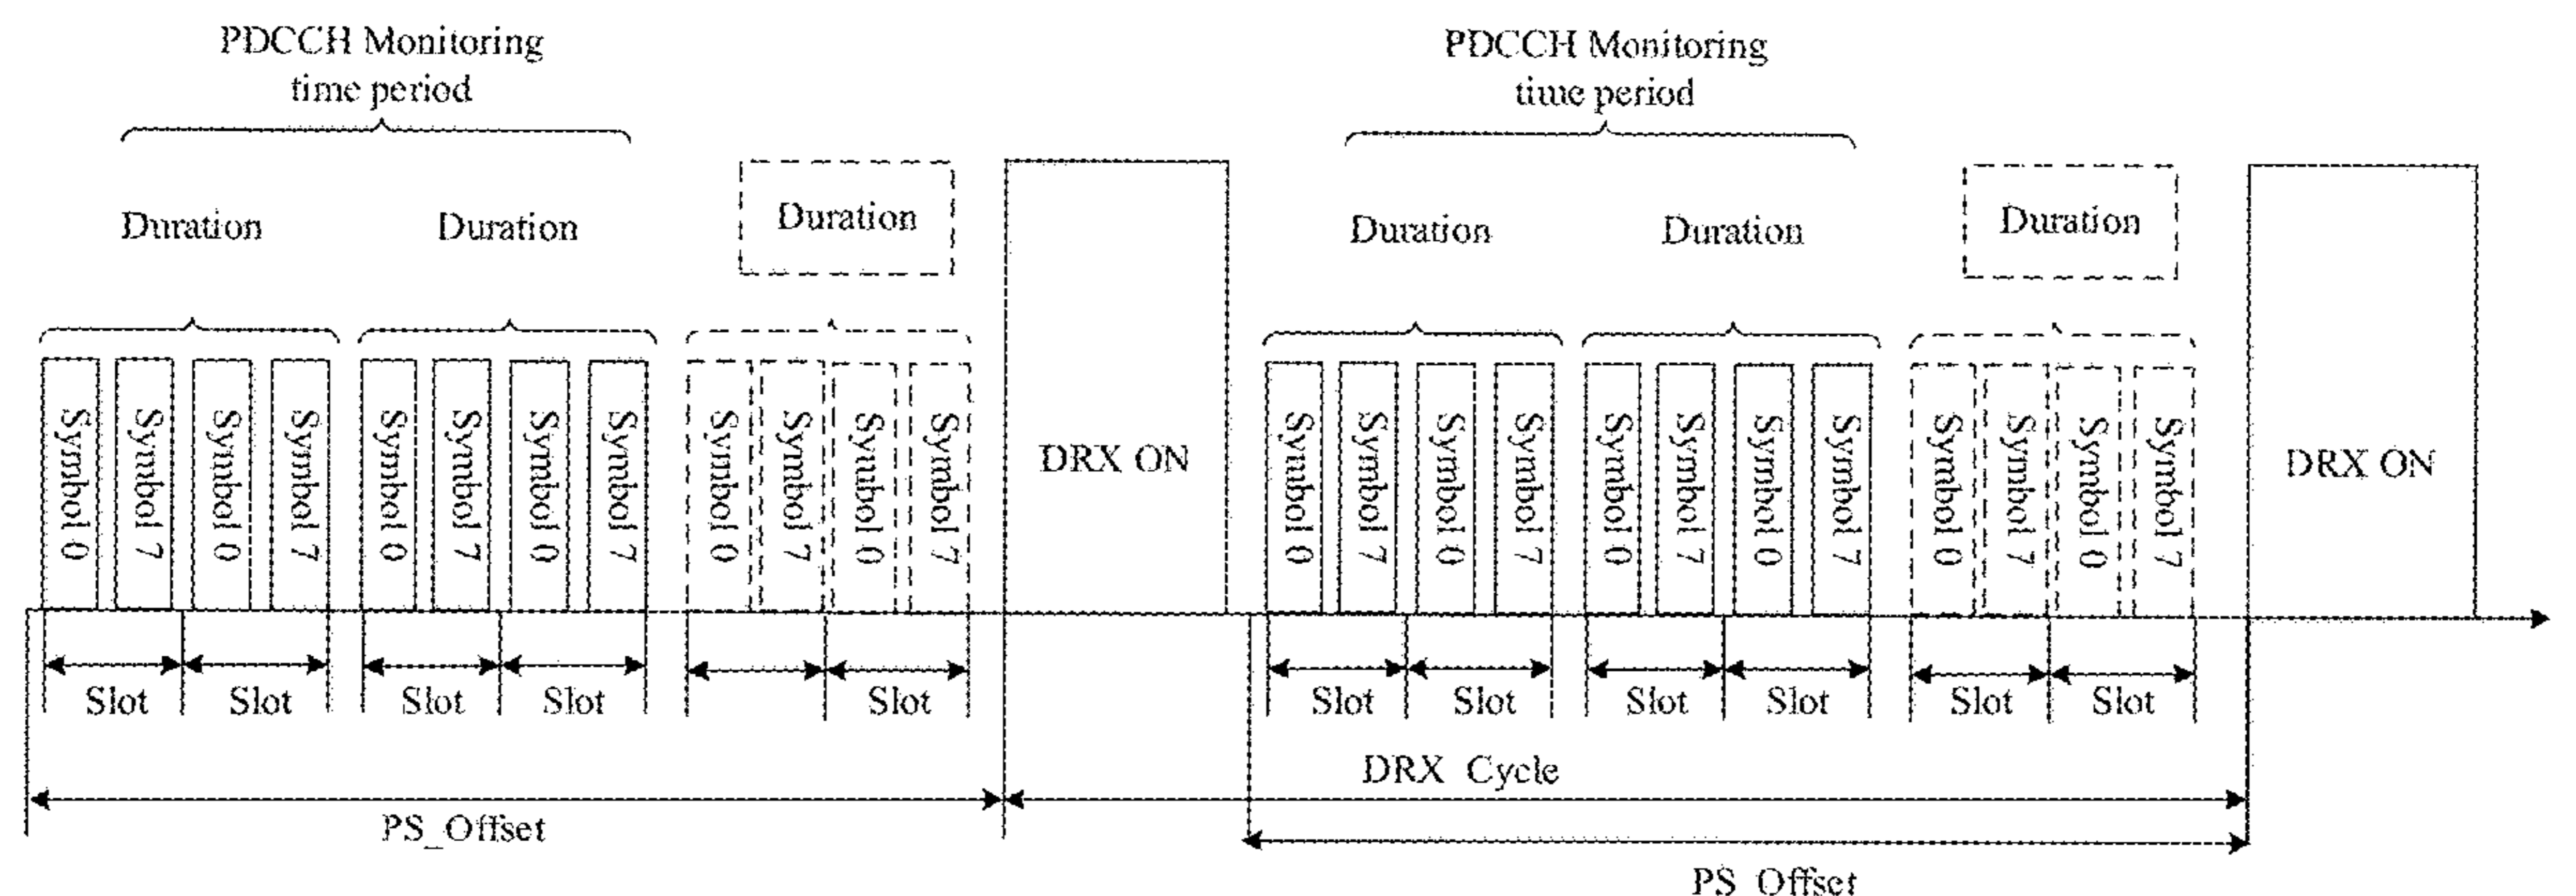 PDCCH Monitoring
time period
PDCCH Monitoring
time period
Duration
Duration
Duration
Duration
Duration
Duration
Symbol 0
Symbol 7
Symbol 0
Symbol 7
Symbol 0
Symbol 7
Symbol 0
Symbol 7
Symbol 0
Symbol 7
Symbol 0
Symbol 7
DRX ON
Symbol 0
Symbol 7
Symbol 0
Symbol 7
Symbol 0
Symbol 7
Symbol 0
Symbol 7
Symbol 0
Symbol 7
Symbol 0
Symbol 7
DRX ON
Slot
Slot
Slot
Slot
Slot
Slot
Slot
Slot
Slot
Slot
Slot
DRX Cycle
PS_Offset
PS Offset